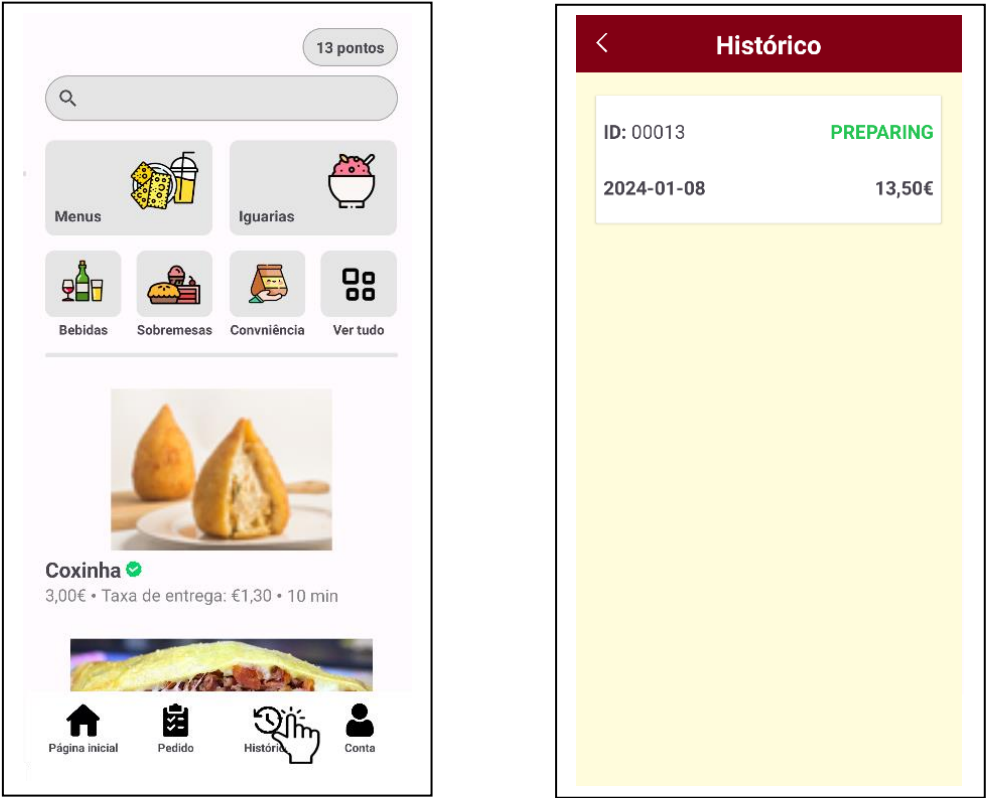 13 pontos
Menus
Iguarias
Bebidas
Sobremesas
Convniência
Ver tudo
Coxinha
3,00€ • Taxa de entrega: €1,30 • 10 min
Página inicial
Pedido
Históric
Conta
Histórico
ID: 00013
PREPARING
2024-01-08
13,50€